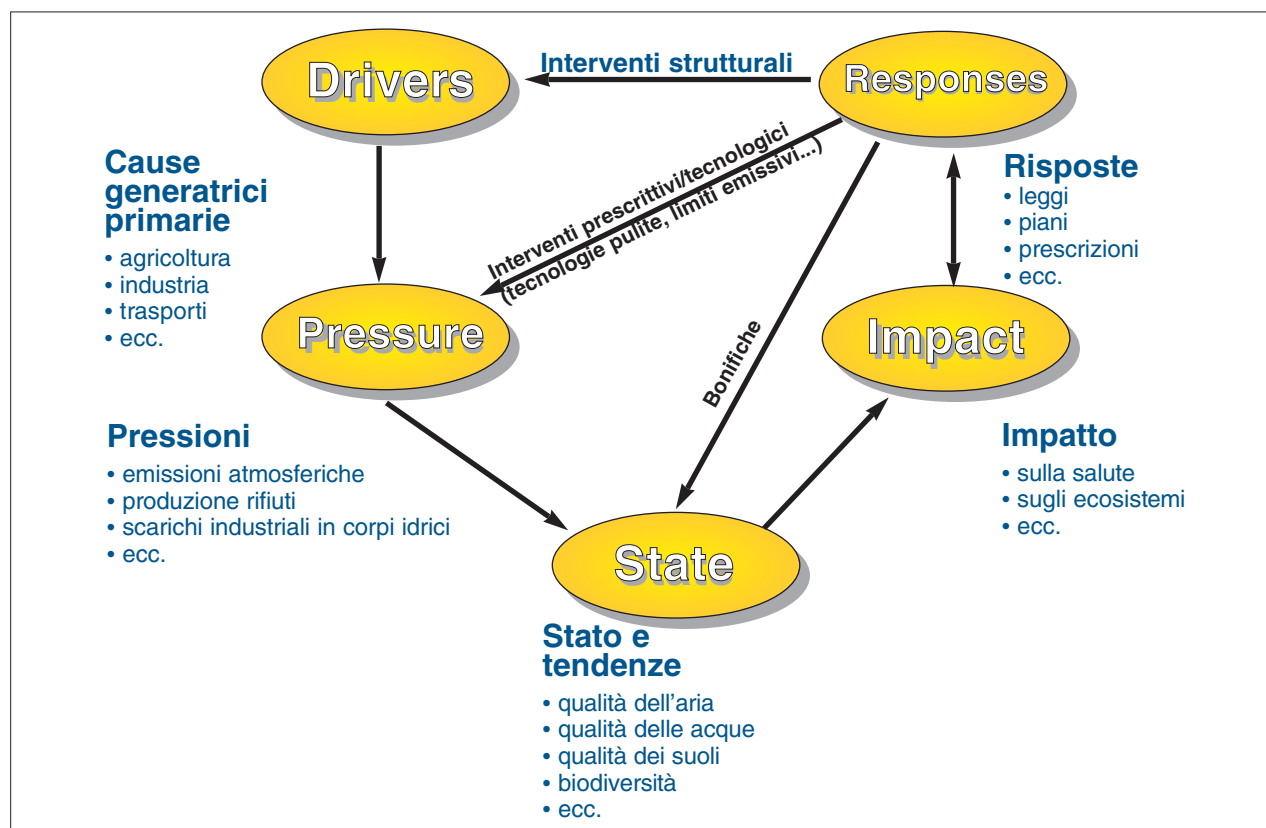 Drivers
Interventi strutturali
Responses
Cause
generatrici
primarie
• agricoltura
• industria
• trasporti
• ecc.
Interventi prescrittivi/tecnologici
(tecnologie pulite, limiti emissivi...)
Risposte
• leggi
• piani
• prescrizioni
• ecc.
Pressure
Bonifiche
Impact
Pressioni
• emissioni atmosferiche
• produzione rifiuti
• scarichi industriali in corpi idrici
• ecc.
Impatto
• sulla salute
• sugli ecosistemi
• ecc.
State
Stato e
tendenze
• qualità dell'aria
• qualità delle acque
• qualità dei suoli
• biodiversità
• ecc.